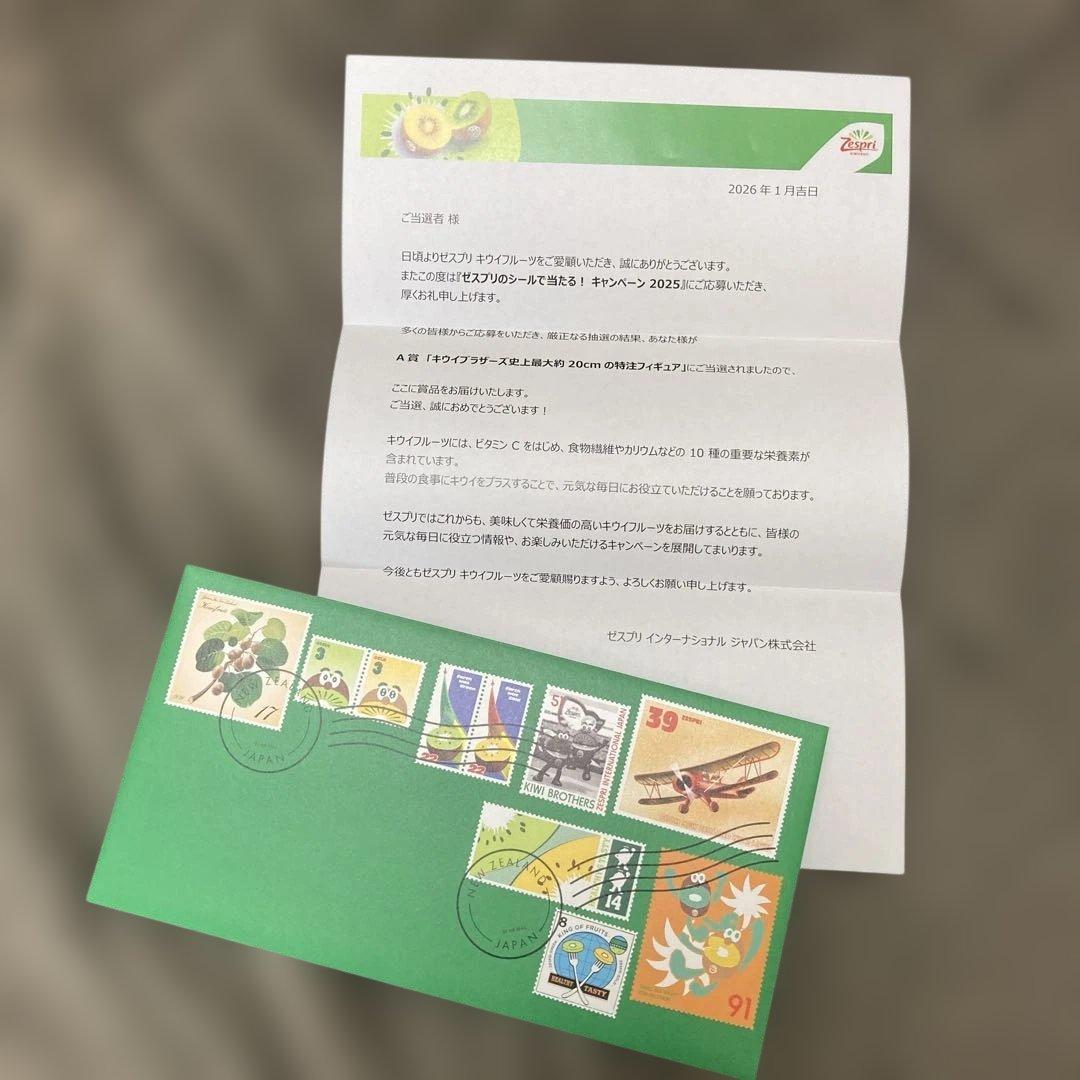 Zespri
KIWIFRUIT
2026 年 1 月吉日
ご当選者 様
日頃よりゼスプリ キウイフルーツをご愛顧いただき、誠にありがとうございます。
またこの度は『ゼスプリのシールで当たる！ キャンペーン 2025』にご応募いただき、
厚くお礼申し上げます。
多くの皆様からご応募をいただき、厳正なる抽選の結果、あなた様が
A 賞 「キウイブラザーズ史上最大約 20cm の特注フィギュア」にご当選されましたので、
ここに賞品をお届けいたします。
ご当選、誠におめでとうございます！
キウイフルーツには、ビタミン C をはじめ、食物繊維やカリウムなどの 10 種の重要な栄養素が
含まれています。
普段の食事にキウイをプラスすることで、元気な毎日にお役立ていただけることを願っております。
ゼスプリではこれからも、美味しくて栄養価の高いキウイフルーツをお届けするとともに、皆様の
元気な毎日に役立つ情報や、お楽しみいただけるキャンペーンを展開してまいります。
今後ともゼスプリ キウイフルーツをご愛顧賜りますよう、よろしくお願い申し上げます。
ゼスプリ インターナショナル ジャパン株式会社
Kiwifruit
17
NEW ZEALAND
JAPAN
3
3
22
22
5
KIWI BROTHERS
ZESPRI INTERNATIONAL JAPAN
39 ZESPRI
HEALTHY TASTY
14
NEW ZEALAND
JAPAN
8
KING OF FRUITS
HEALTHY
TASTY
91